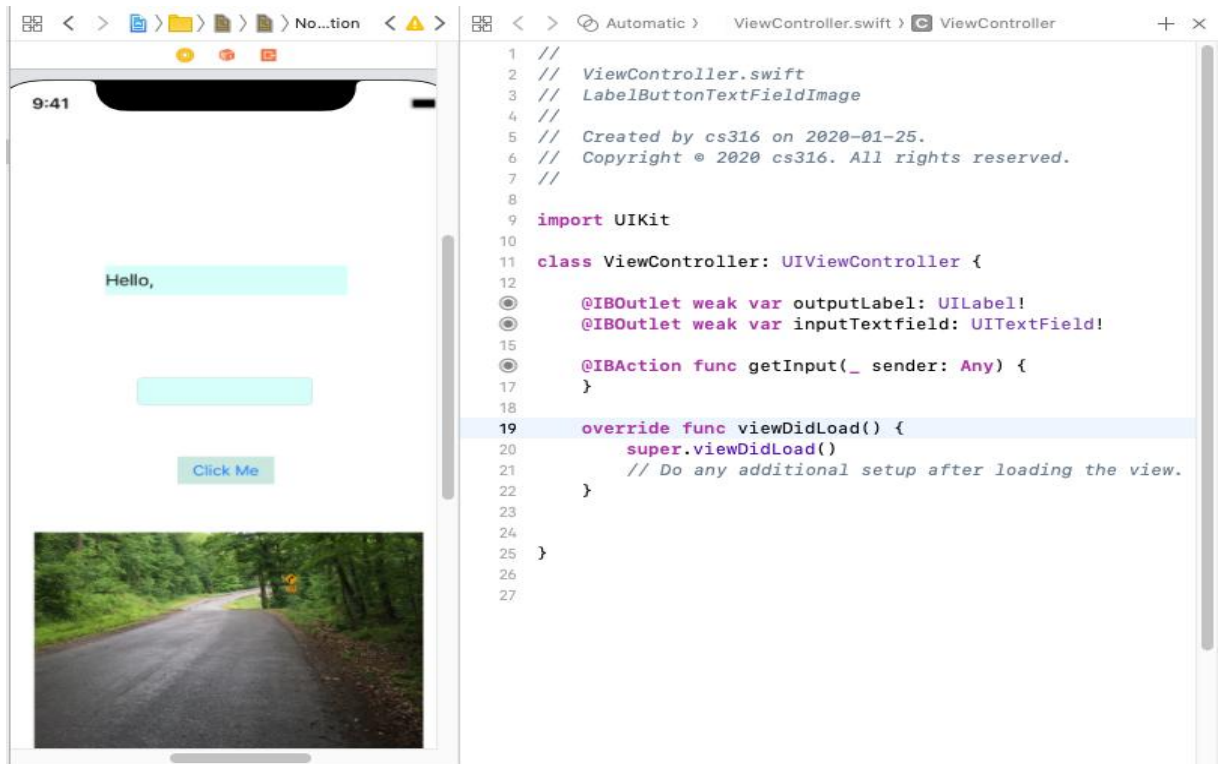 No...tion
9:41
Hello,
Click Me
Automatic ViewController.swift C ViewController
1 //
2 // ViewController.swift
3 // LabelButtonTextFieldImage
4 //
5 // Created by cs316 on 2020-01-25.
6 // Copyright © 2020 cs316. All rights reserved.
7 //
8
9 import UIKit
10
11 class ViewController: UIViewController {
12
@IBOutlet weak var outputLabel: UILabel!
@IBOutlet weak var inputTextfield: UITextField!
15
@IBAction func getInput(_ sender: Any) {
17 }
18
19 override func viewDidLoad() {
20 super.viewDidLoad()
21 // Do any additional setup after loading the view.
22 }
23
24
25 }
26
27